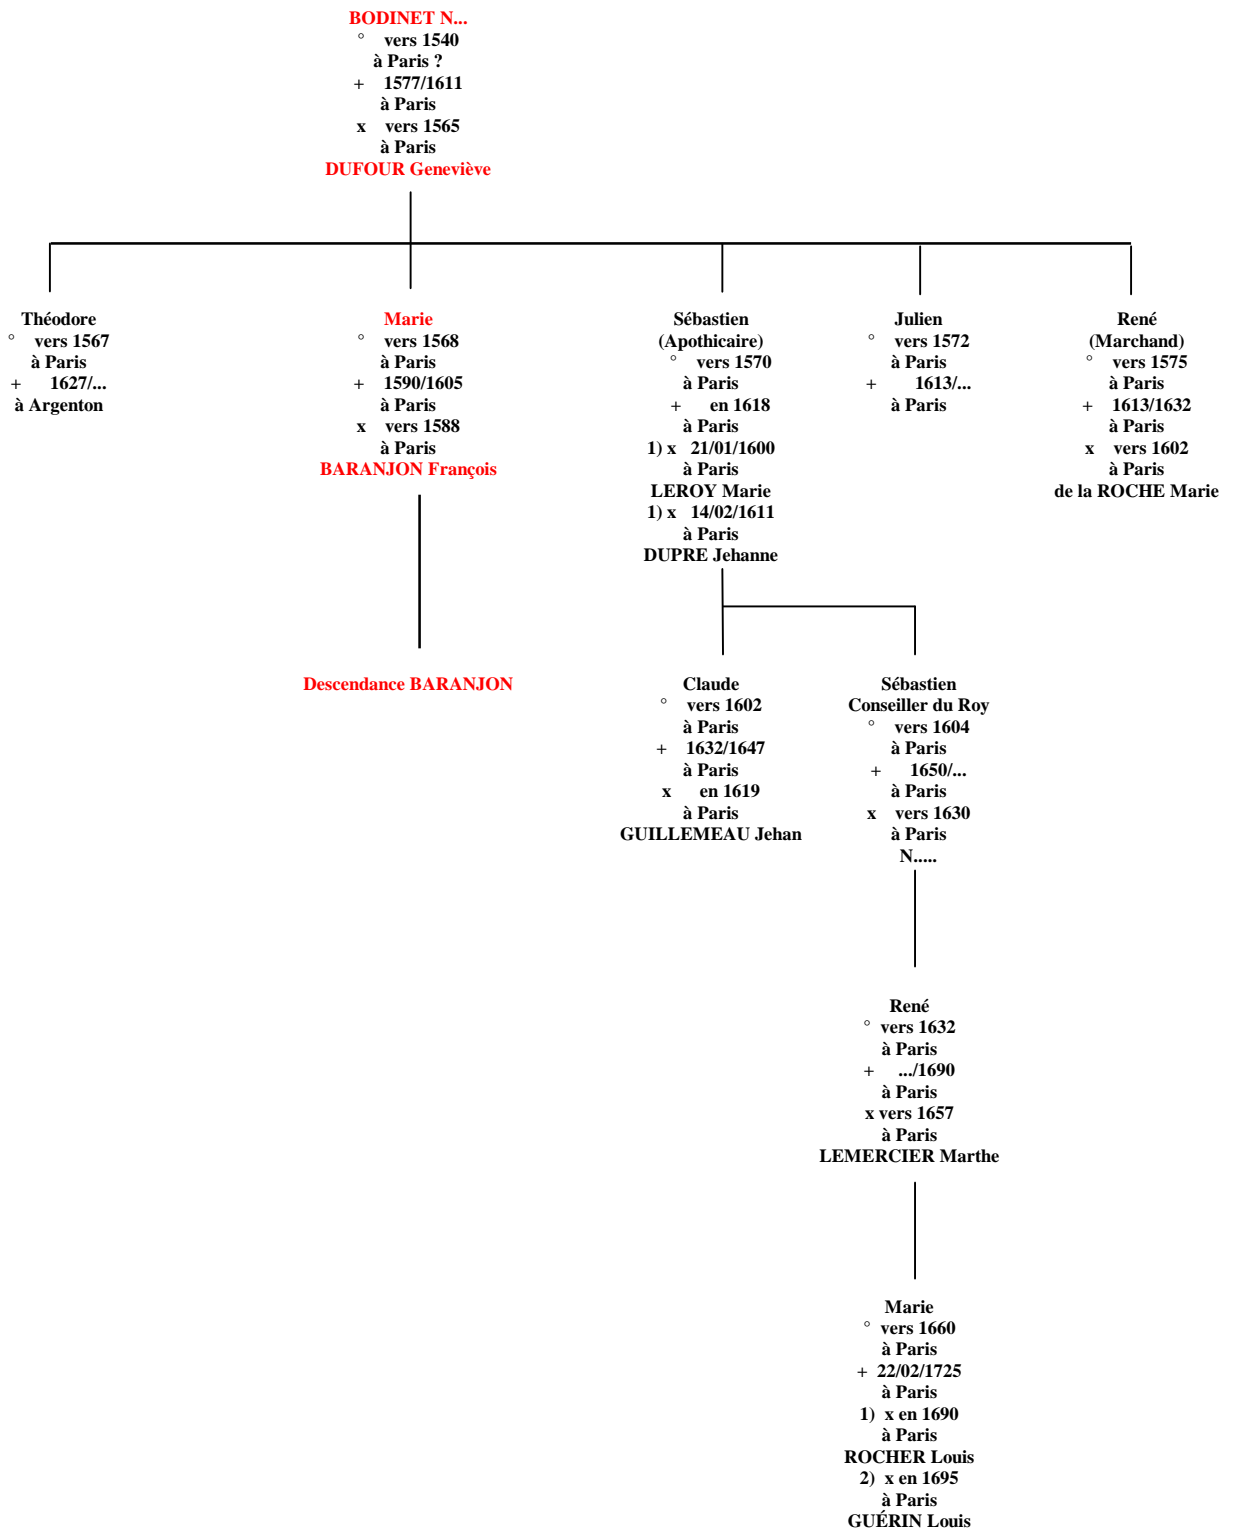 BODINET N...
° vers 1540
à Paris ?
+ 1577/1611
à Paris
x vers 1565
à Paris
DUFOUR Geneviève
Théodore
° vers 1567
à Paris
+ 1627/...
à Argenton
Marie
° vers 1568
à Paris
+ 1590/1605
à Paris
x vers 1588
à Paris
BARANJON François
Sébastien
(Apothicaire)
° vers 1570
à Paris
+ en 1618
à Paris
1) x 21/01/1600
à Paris
LEROY Marie
1) x 14/02/1611
à Paris
DUPRE Jehanne
Julien
° vers 1572
à Paris
+ 1613/...
à Paris
René
(Marchand)
° vers 1575
à Paris
+ 1613/1632
à Paris
x vers 1602
à Paris
de la ROCHE Marie
Descendance BARANJON
Claude
° vers 1602
à Paris
+ 1632/1647
à Paris
x en 1619
à Paris
GUILLEMEAU Jehan
Sébastien
Conseiller du Roy
° vers 1604
à Paris
+ 1650/...
à Paris
x vers 1630
à Paris
N.....
René
° vers 1632
à Paris
+ .../1690
à Paris
x vers 1657
à Paris
LEMERCIER Marthe
Marie
° vers 1660
à Paris
+ 22/02/1725
à Paris
1) x en 1690
à Paris
ROCHER Louis
2) x en 1695
à Paris
GUÉRIN Louis